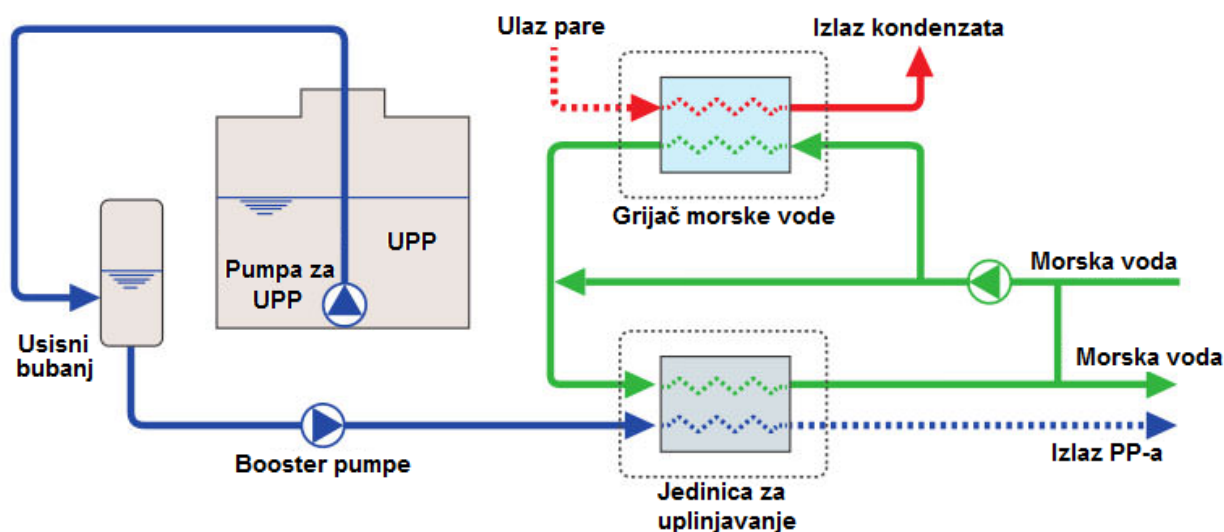 Ulaz pare
Izlaz kondenzata
Grijač morske vode
UPP
Pumpa za
UPP
Morska voda
Usisni
bubanj
Morska voda
Booster pumpe
Izlaz PP-a
Jedinica za
uplinjavanje